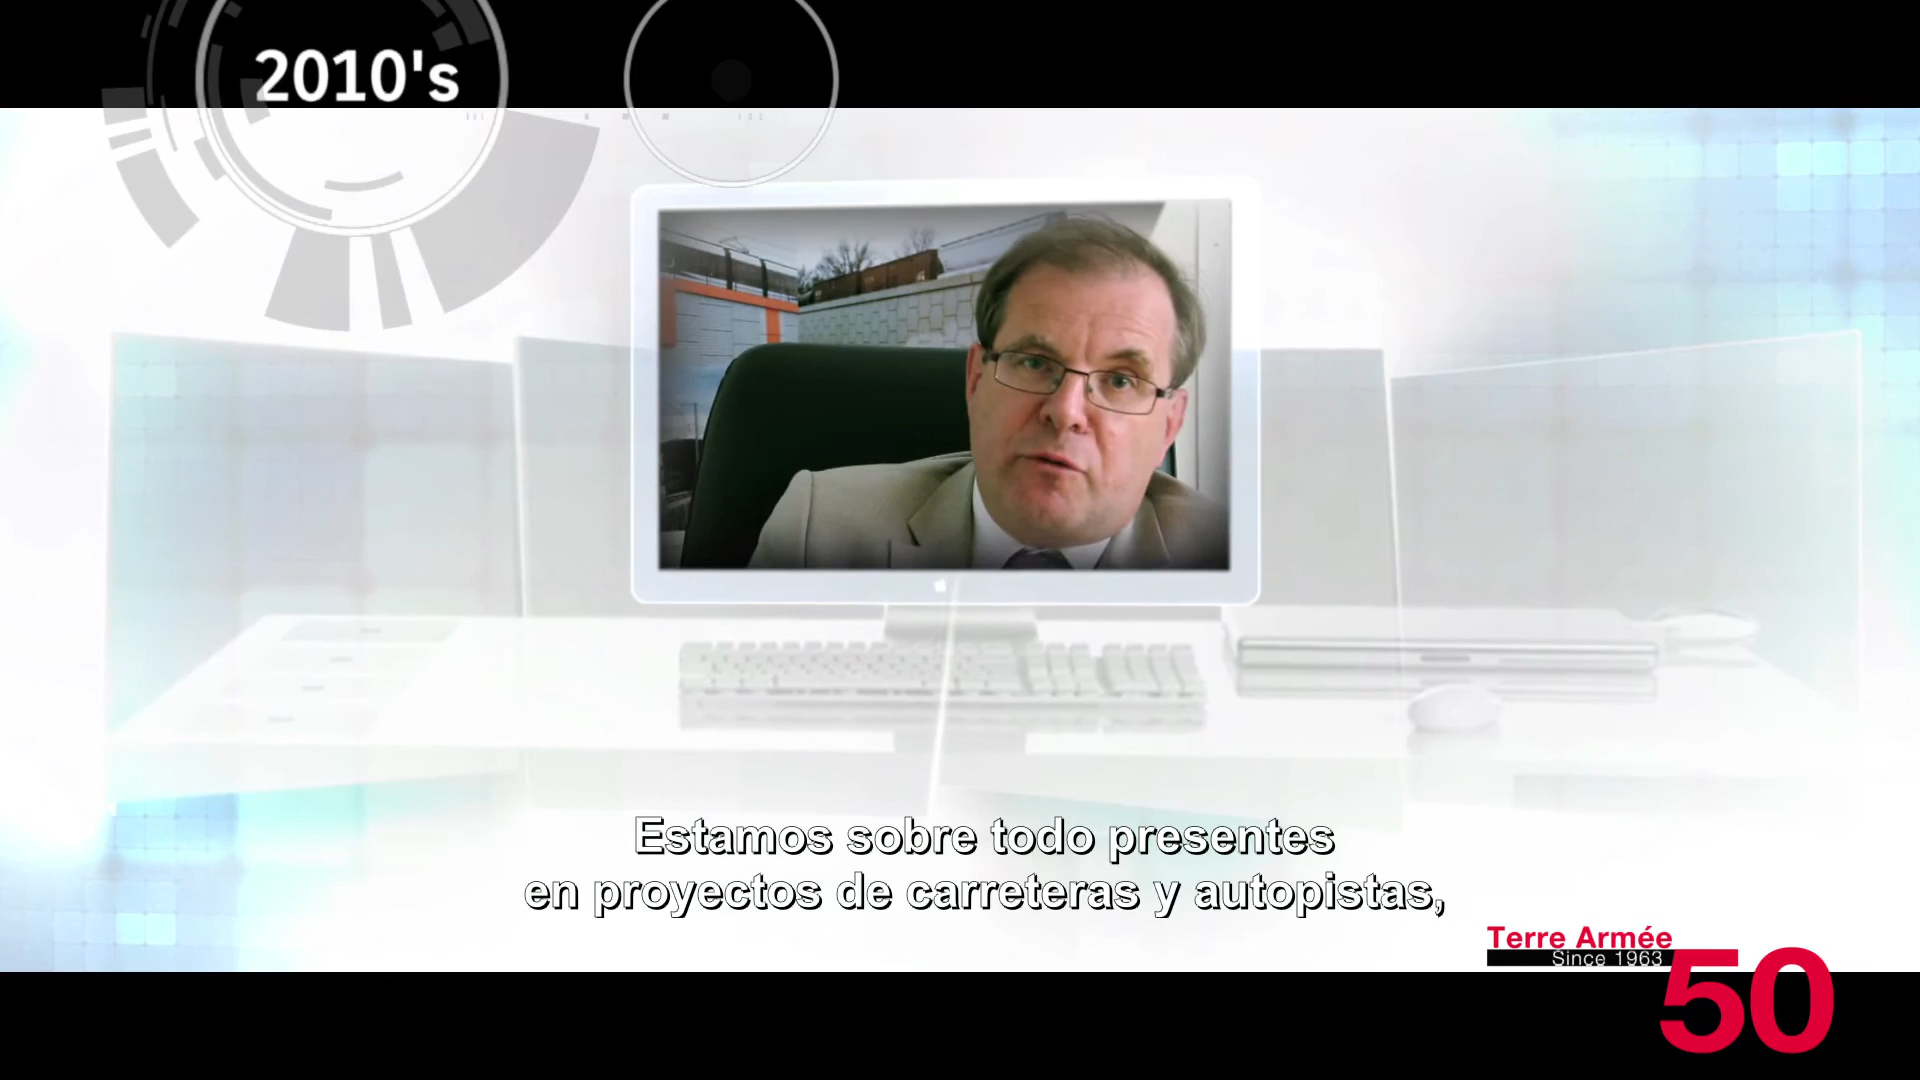 2010's
Estamos sobre todo presentes
en proyectos de carreteras y autopistas,
Terre Armée
Since 1963
50